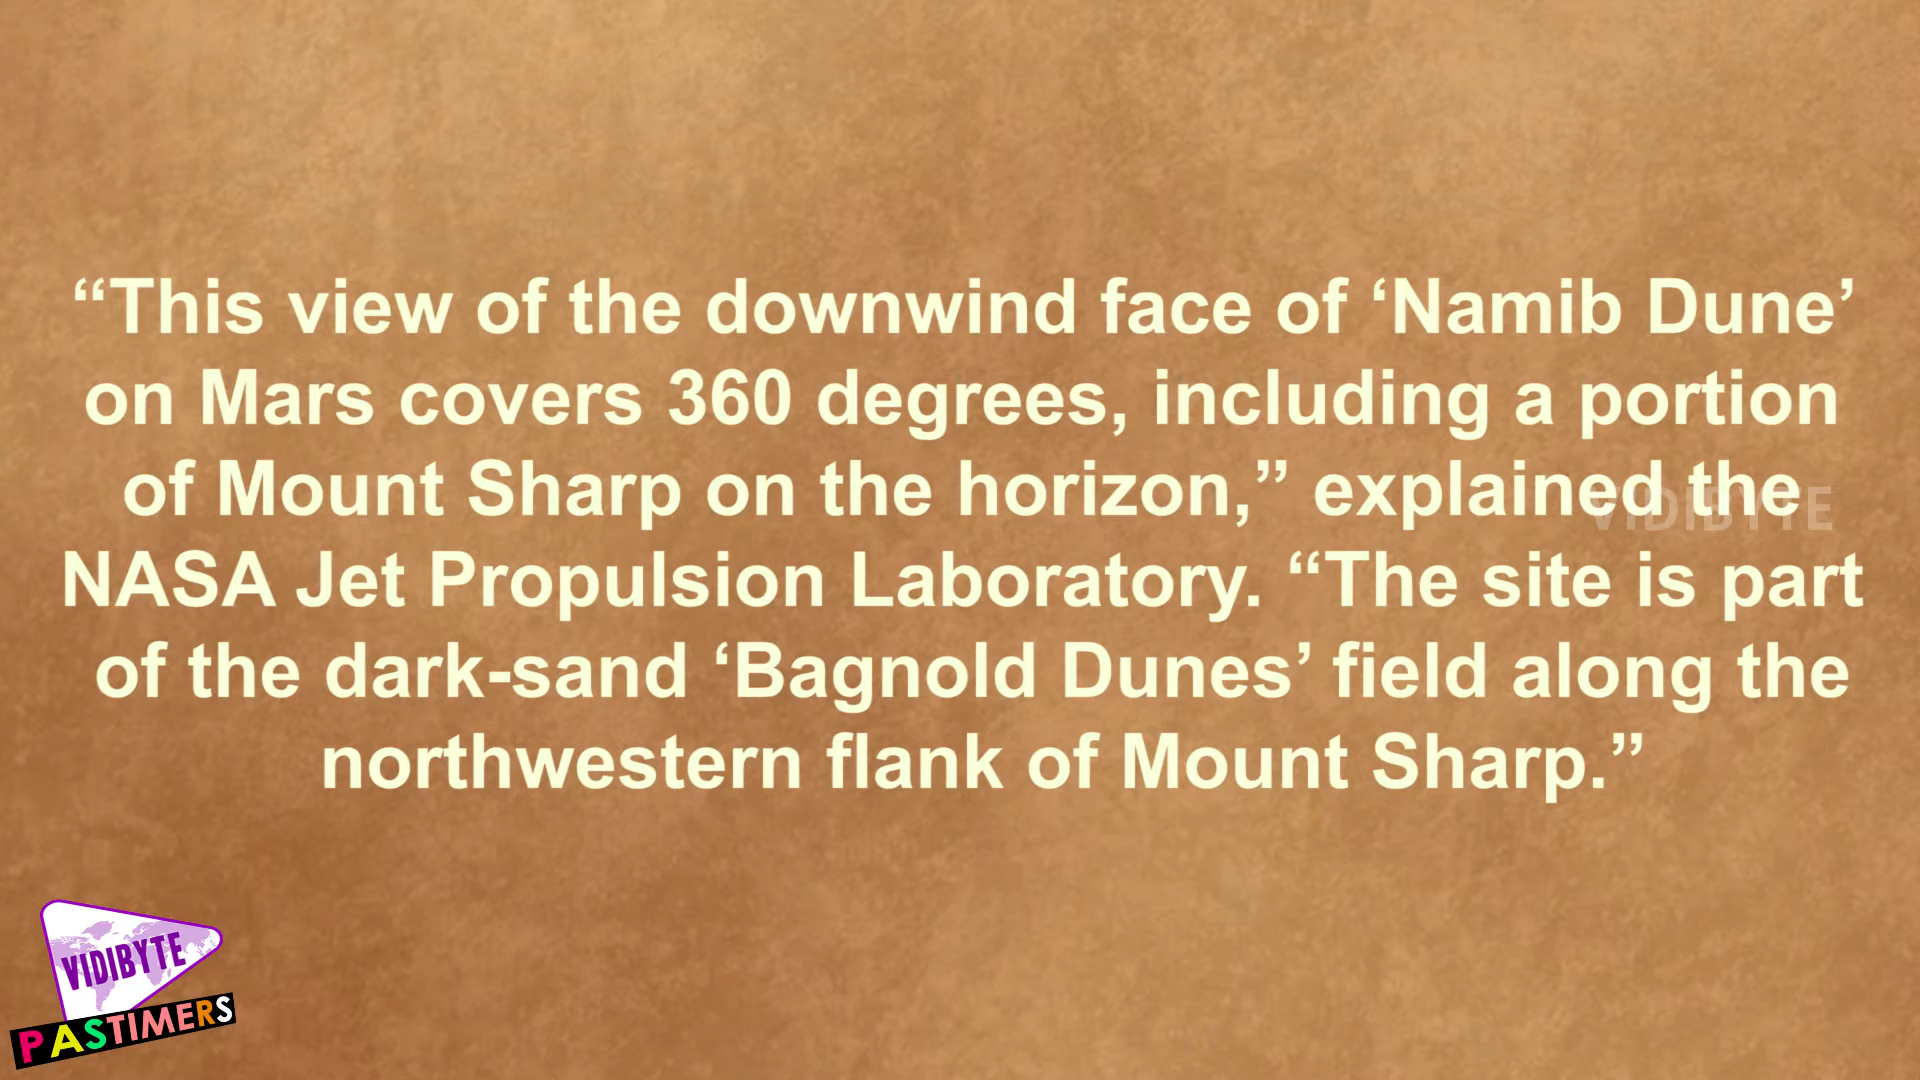 “This view of the downwind face of ‘Namib Dune’
on Mars covers 360 degrees, including a portion
of Mount Sharp on the horizon,” explained the
NASA Jet Propulsion Laboratory. “The site is part
of the dark-sand ‘Bagnold Dunes’ field along the
northwestern flank of Mount Sharp.”
VIDIBYTE
VIDIBYTE
PASTIMERS